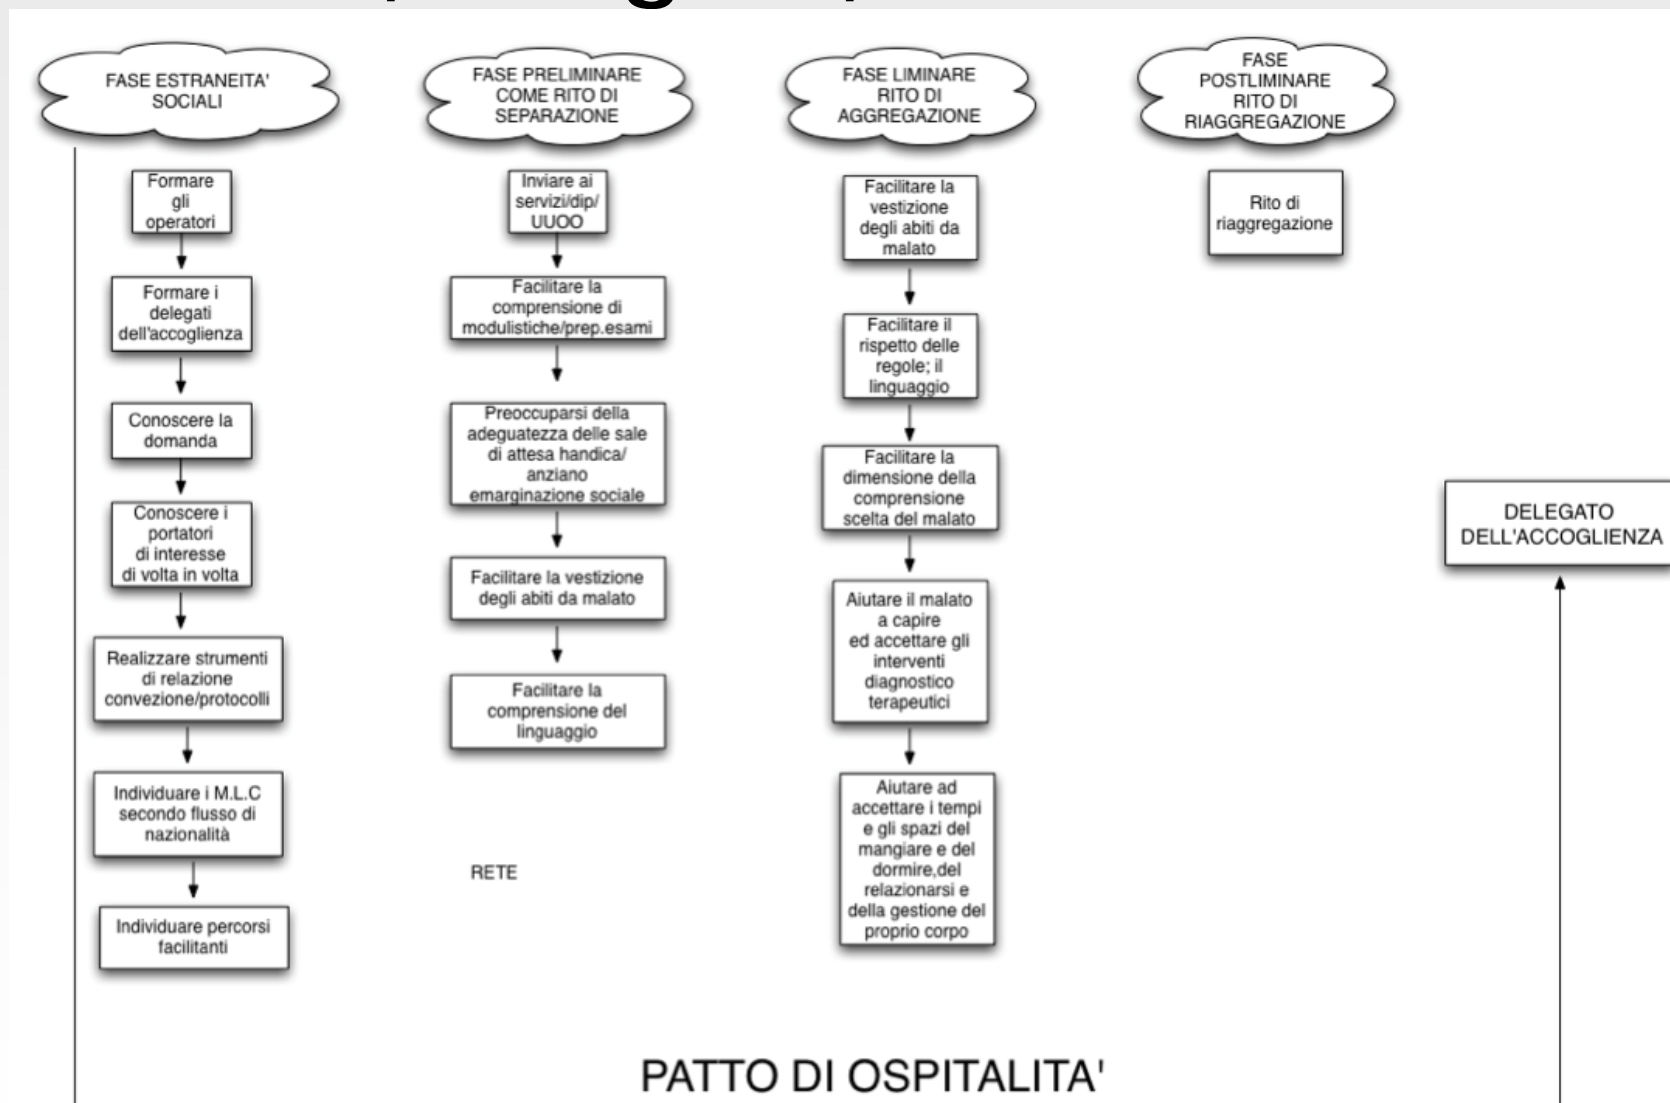 FASE ESTRANEITA'
SOCIALI
Formare
gli
operatori
Formare i
delegati
dell'accoglienza
Conoscere la
domanda
Conoscere i
portatori
di interesse
di volta in volta
Realizzare strumenti
di relazione
convezione/protocolli
Individuare i M.L.C
secondo flusso di
nazionalità
Individuare percorsi
facilitanti
FASE PRELIMINARE
COME RITO DI
SEPARAZIONE
Inviare ai
servizi/dip/
UUOO
Facilitare la
comprensione di
modulistiche/prep.esami
Preoccuparsi della
adeguatezza delle sale
di attesa handica/
anziano
emarginazione sociale
Facilitare la vestizione
degli abiti da malato
Facilitare la
comprensione del
linguaggio
RETE
FASE LIMINARE
RITO DI
AGGREGAZIONE
Facilitare la
vestizione
degli abiti da
malato
Facilitare il
rispetto delle
regole; il
linguaggio
Facilitare la
dimensione della
comprensione
scelta del malato
Aiutare il malato
a capire
ed accettare gli
interventi
diagnostico
terapeutici
Aiutare ad
accettare i tempi
e gli spazi del
mangiare e del
dormire,del
relazionarsi e
della gestione del
proprio corpo
FASE
POSTLIMINARE
RITO DI
RIAGGREGAZIONE
Rito di
riaggregazione
DELEGATO
DELL'ACCOGLIENZA
PATTO DI OSPITALITA'